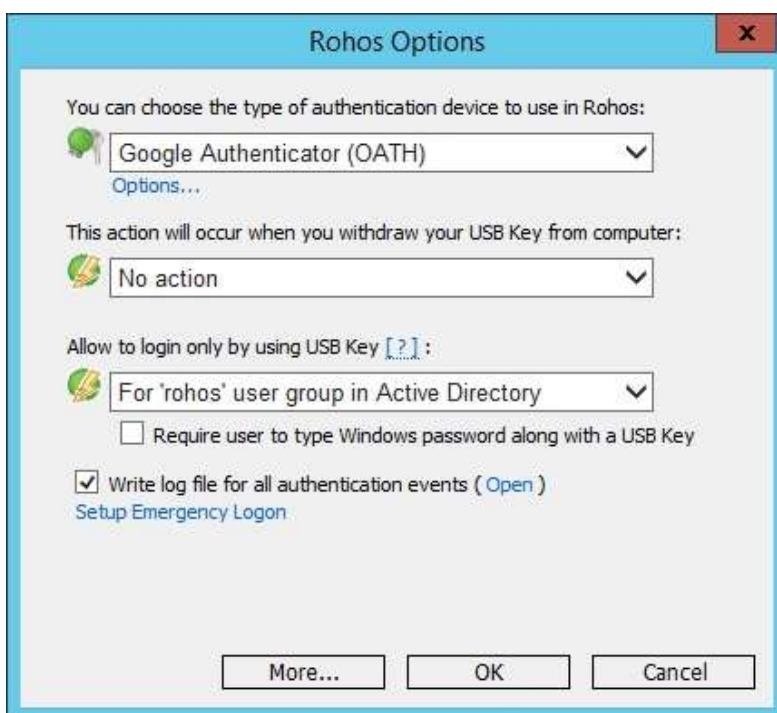 Rohos Options
x
You can choose the type of authentication device to use in Rohos:
Google Authenticator (OATH)
Options...
This action will occur when you withdraw your USB Key from computer:
No action
Allow to login only by using USB Key [?] :
For 'rohos' user group in Active Directory
Require user to type Windows password along with a USB Key
Write log file for all authentication events ( Open )
Setup Emergency Logon
More... OK Cancel